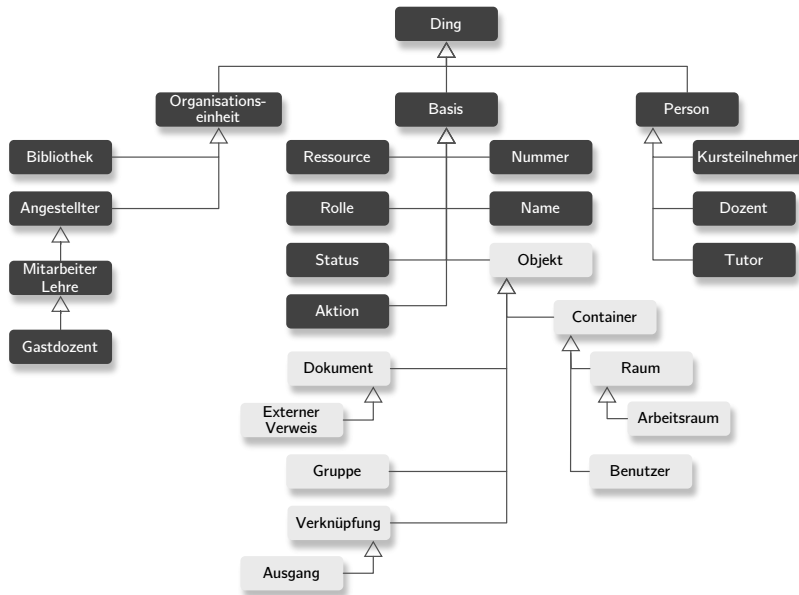 Ding
Organisations-
einheit
Basis
Person
Bibliothek
Ressource
Nummer
Kursteilnehmer
Angestellter
Rolle
Name
Dozent
Mitarbeiter
Lehre
Status
Objekt
Tutor
Aktion
Container
Gastdozent
Dokument
Raum
Externer
Verweis
Arbeitsraum
Gruppe
Benutzer
Verknüpfung
Ausgang